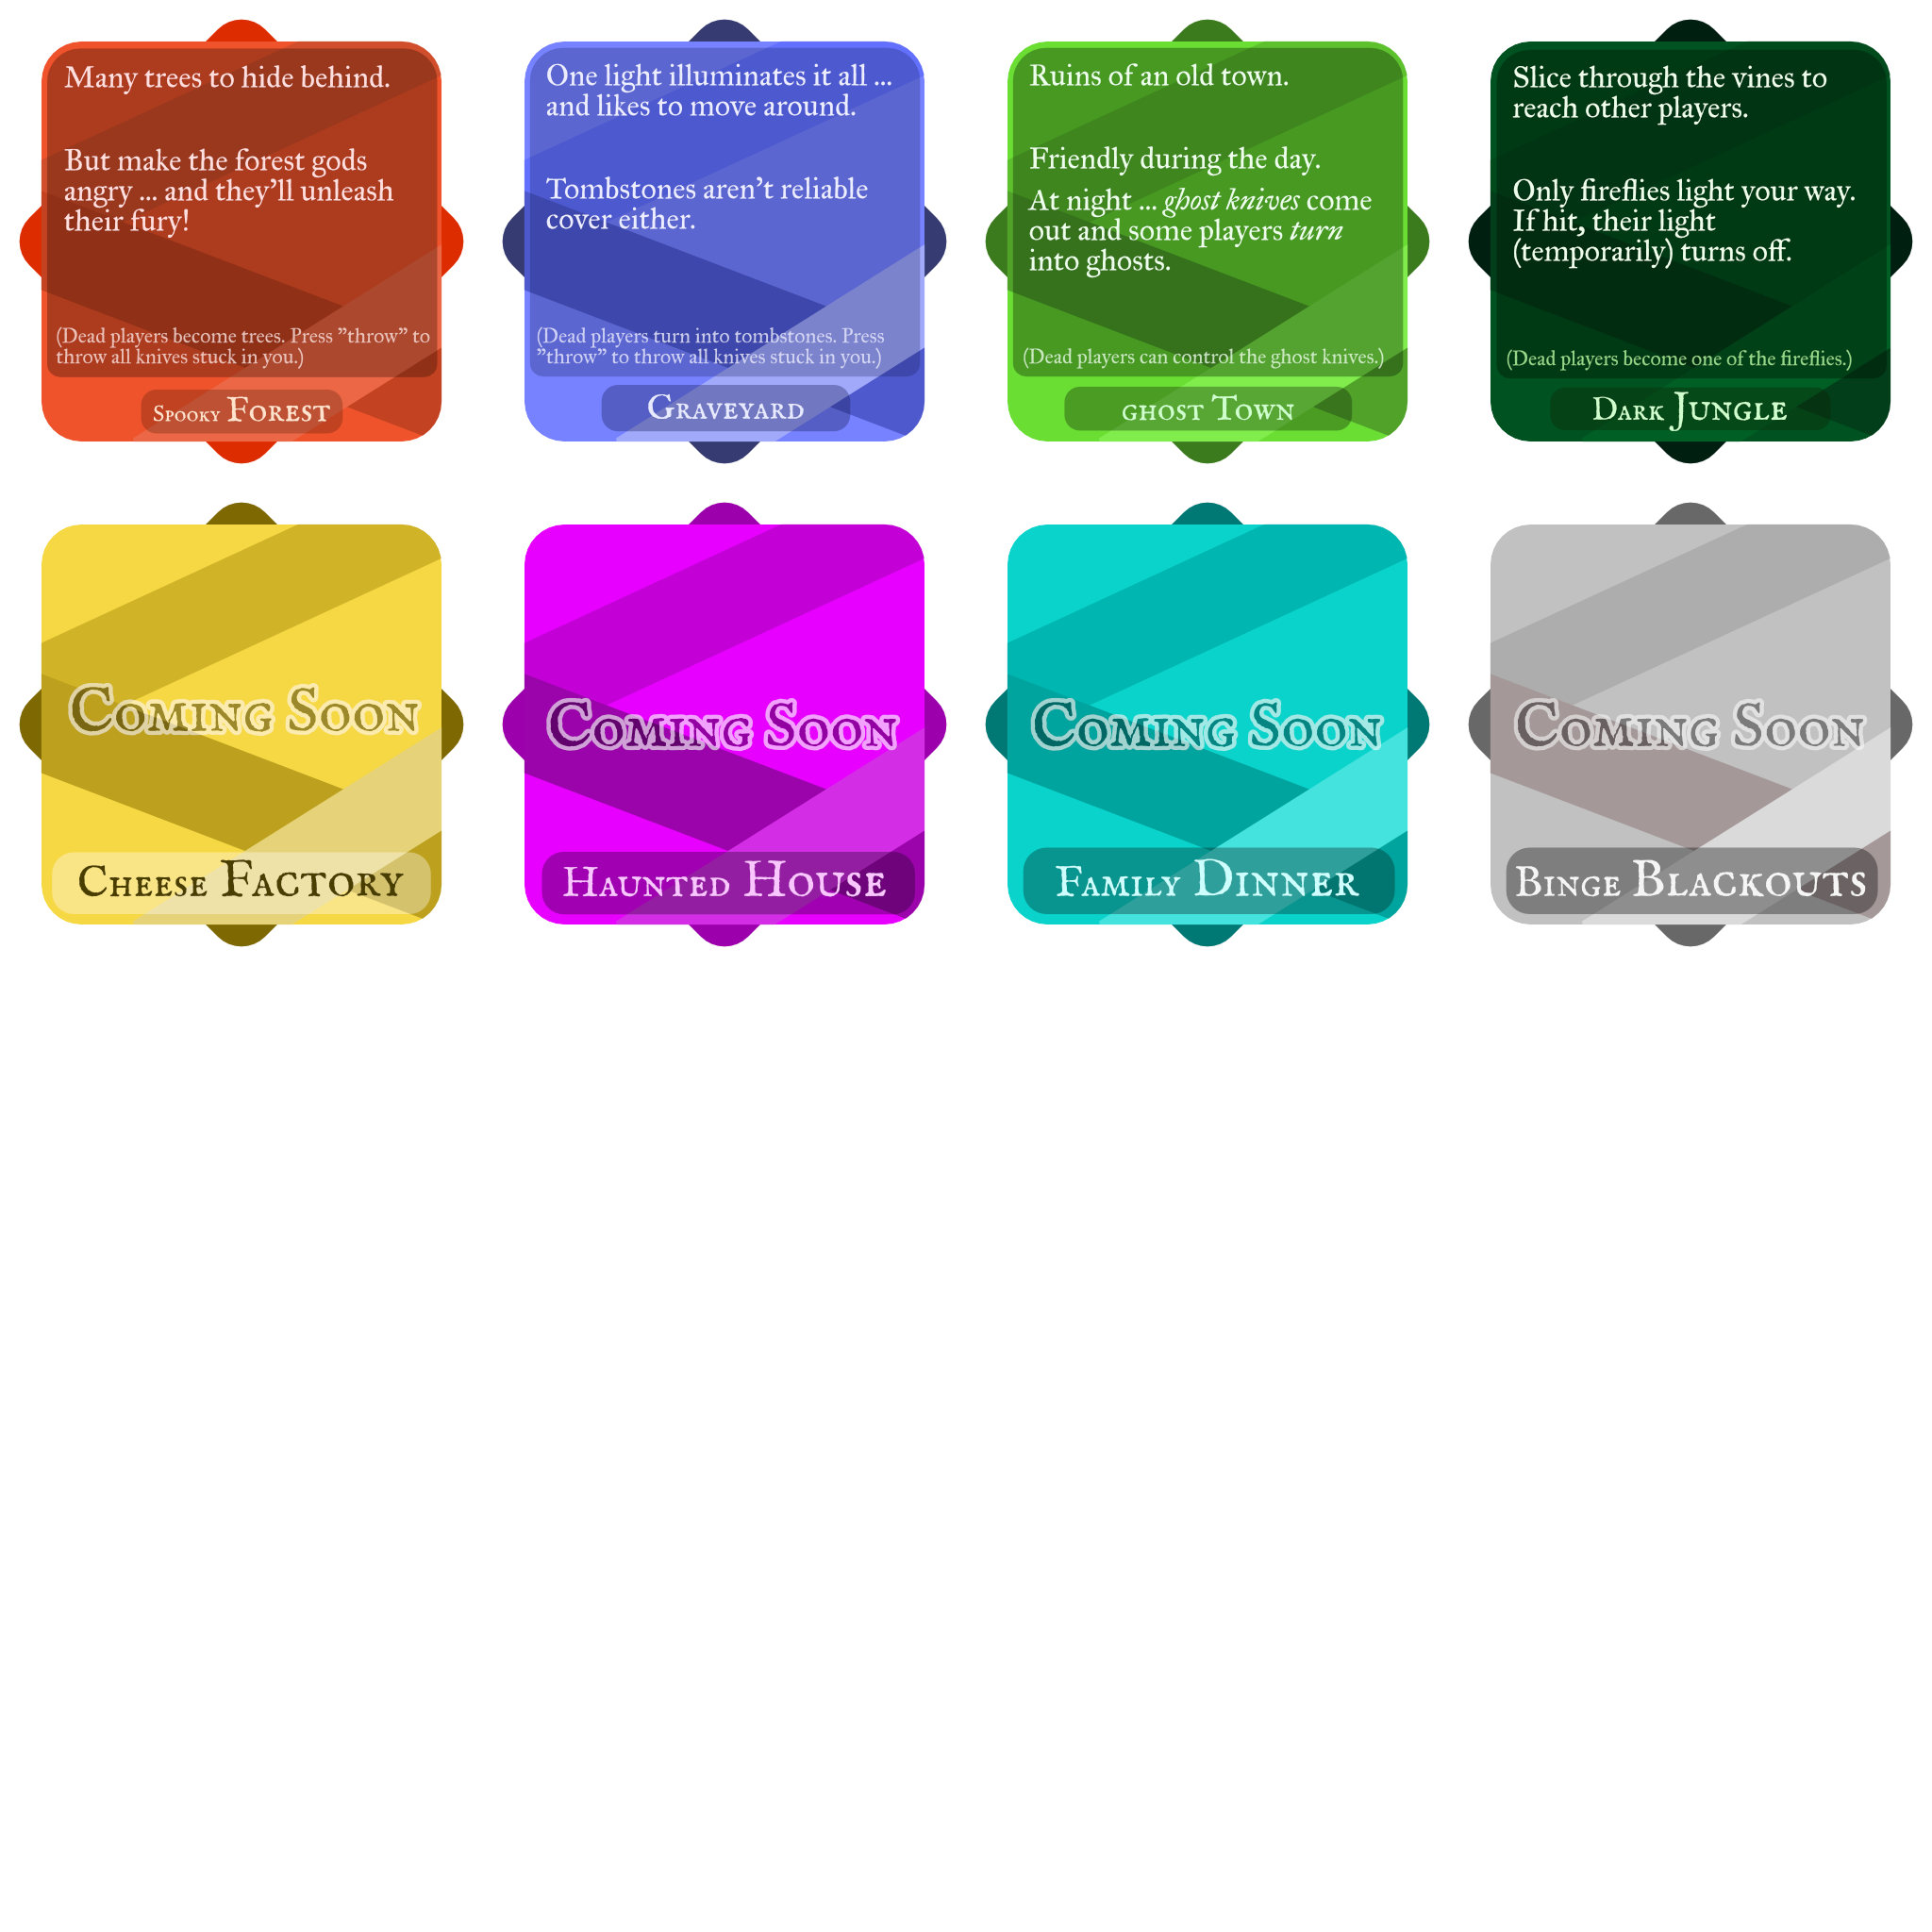 Many trees to hide behind.
But make the forest gods
angry ... and they'll unleash
their fury!
(Dead players become trees. Press "throw" to
throw all knives stuck in you.)
Spooky Forest
One light illuminates it all ...
and likes to move around.
Tombstones aren't reliable
cover either.
(Dead players turn into tombstones. Press
"throw" to throw all knives stuck in you.)
Graveyard
Ruins of an old town.
Friendly during the day.
At night ... ghost knives come
out and some players turn
into ghosts.
(Dead players can control the ghost knives.)
ghost Town
Slice through the vines to
reach other players.
Only fireflies light your way.
If hit, their light
(temporarily) turns off.
(Dead players become one of the fireflies.)
Dark Jungle
Coming Soon
Cheese Factory
Coming Soon
Haunted House
Coming Soon
Family Dinner
Coming Soon
Binge Blackouts